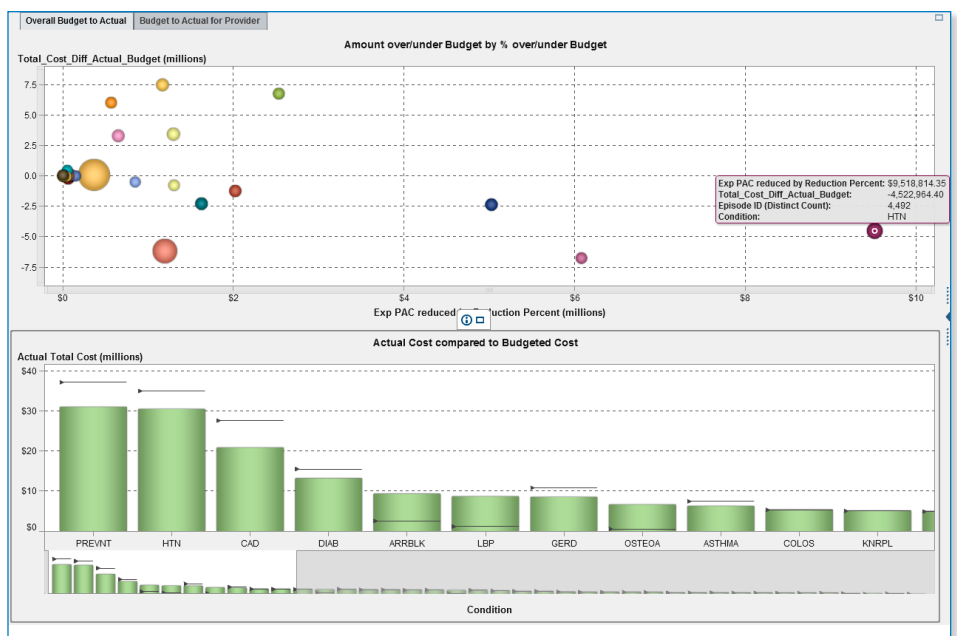 Overall Budget to Actual
Budget to Actual for Provider
Amount over/under Budget by % over/under Budget
Total_Cost_Diff_Actual_Budget (millions)
7.5
5.0
2.5
0.0
-2.5
-5.0
-7.5
Exp PAC reduced by Reduction Percent: $9,518,814.35
Total_Cost_Diff_Actual_Budget: -4,522,964.40
Episode ID (Distinct Count): 4,492
Condition: HTN
$0 $2 $4 $6 $8 $10
Exp PAC reduced uction Percent (millions)
Actual Cost compared to Budgeted Cost
Actual Total Cost (millions)
$40
$30
$20
$10
$0
PREVNT HTN CAD DIAB ARRBLK LBP GERD OSTEOA ASTHMA COLOS KNRPL
Condition